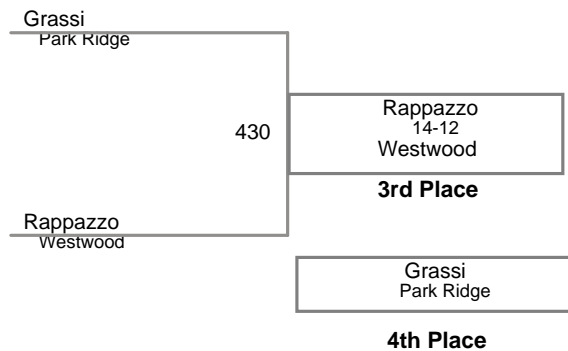 Grassi
Park Ridge
430
Rappazzo
14-12
Westwood
3rd Place
Rappazzo
Westwood
Grassi
Park Ridge
4th Place